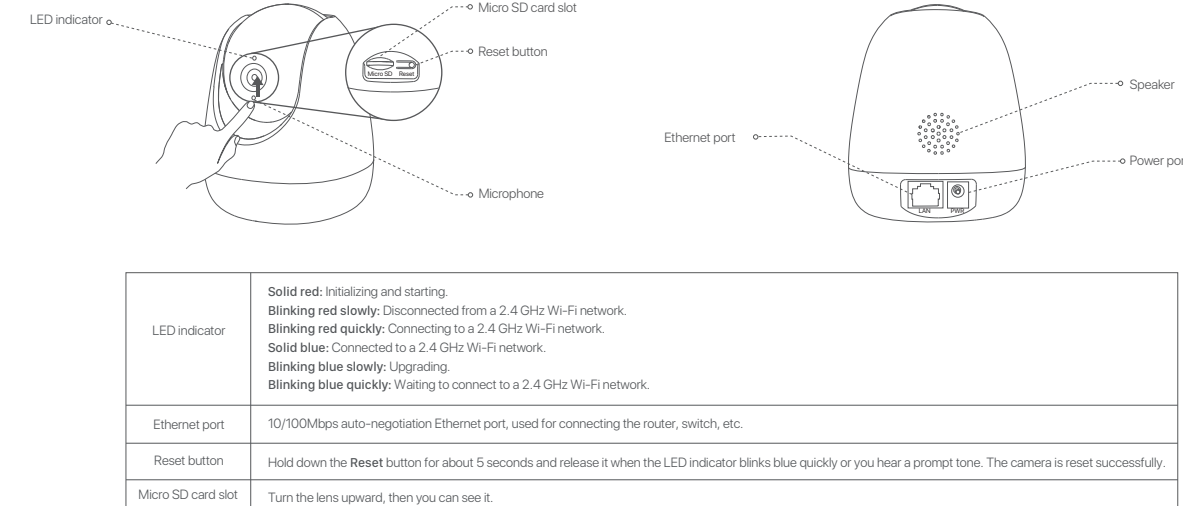 LED indicator
Micro SD card slot
Reset button
Micro SD Reset
Microphone
Speaker
Ethernet port
Power por
LAN PWR
LED indicator
Solid red: Initializing and starting.
Blinking red slowly: Disconnected from a 2.4 GHz Wi-Fi network.
Blinking red quickly: Connecting to a 2.4 GHz Wi-Fi network.
Solid blue: Connected to a 2.4 GHz Wi-Fi network.
Blinking blue slowly: Upgrading.
Blinking blue quickly: Waiting to connect to a 2.4 GHz Wi-Fi network.
Ethernet port
10/100Mbps auto-negotiation Ethernet port, used for connecting the router, switch, etc.
Reset button
Hold down the Reset button for about 5 seconds and release it when the LED indicator blinks blue quickly or you hear a prompt tone. The camera is reset successfully.
Micro SD card slot
Turn the lens upward, then you can see it.